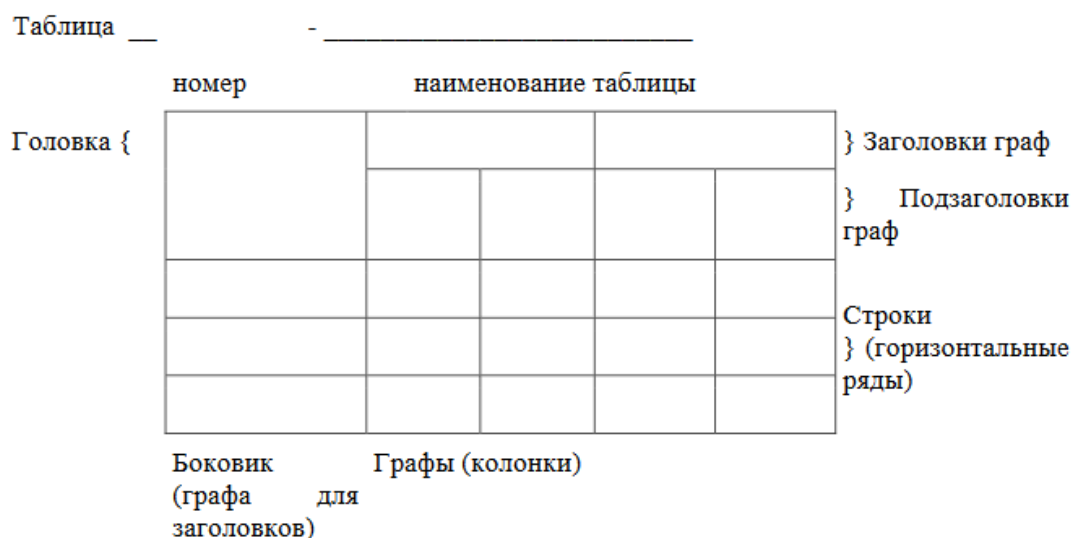 Таблица __ - ____________________________
номер наименование таблицы
Головка { } Заголовки граф
} Подзаголовки
граф
Строки
} (горизонтальные
ряды)
Боковик Графы (колонки)
(графа для
заголовков)